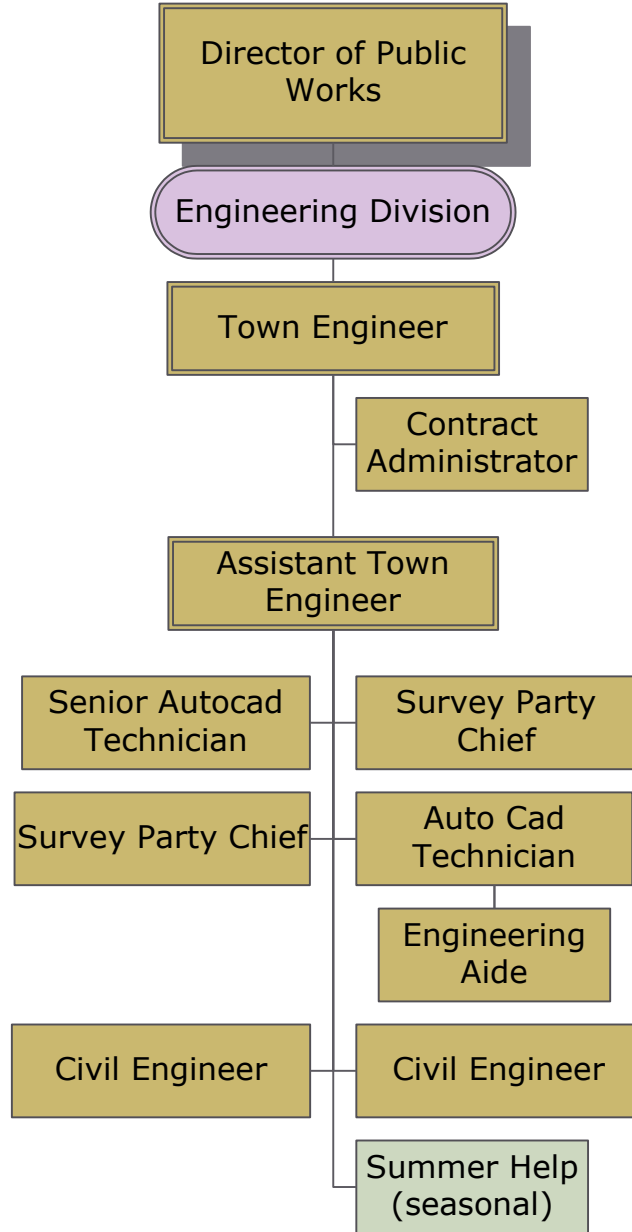 Director of Public
Works
Engineering Division
Town Engineer
Contract
Administrator
Assistant Town
Engineer
Senior Autocad
Technician
Survey Party
Chief
Survey Party Chief
Auto Cad
Technician
Engineering
Aide
Civil Engineer
Civil Engineer
Summer Help
(seasonal)